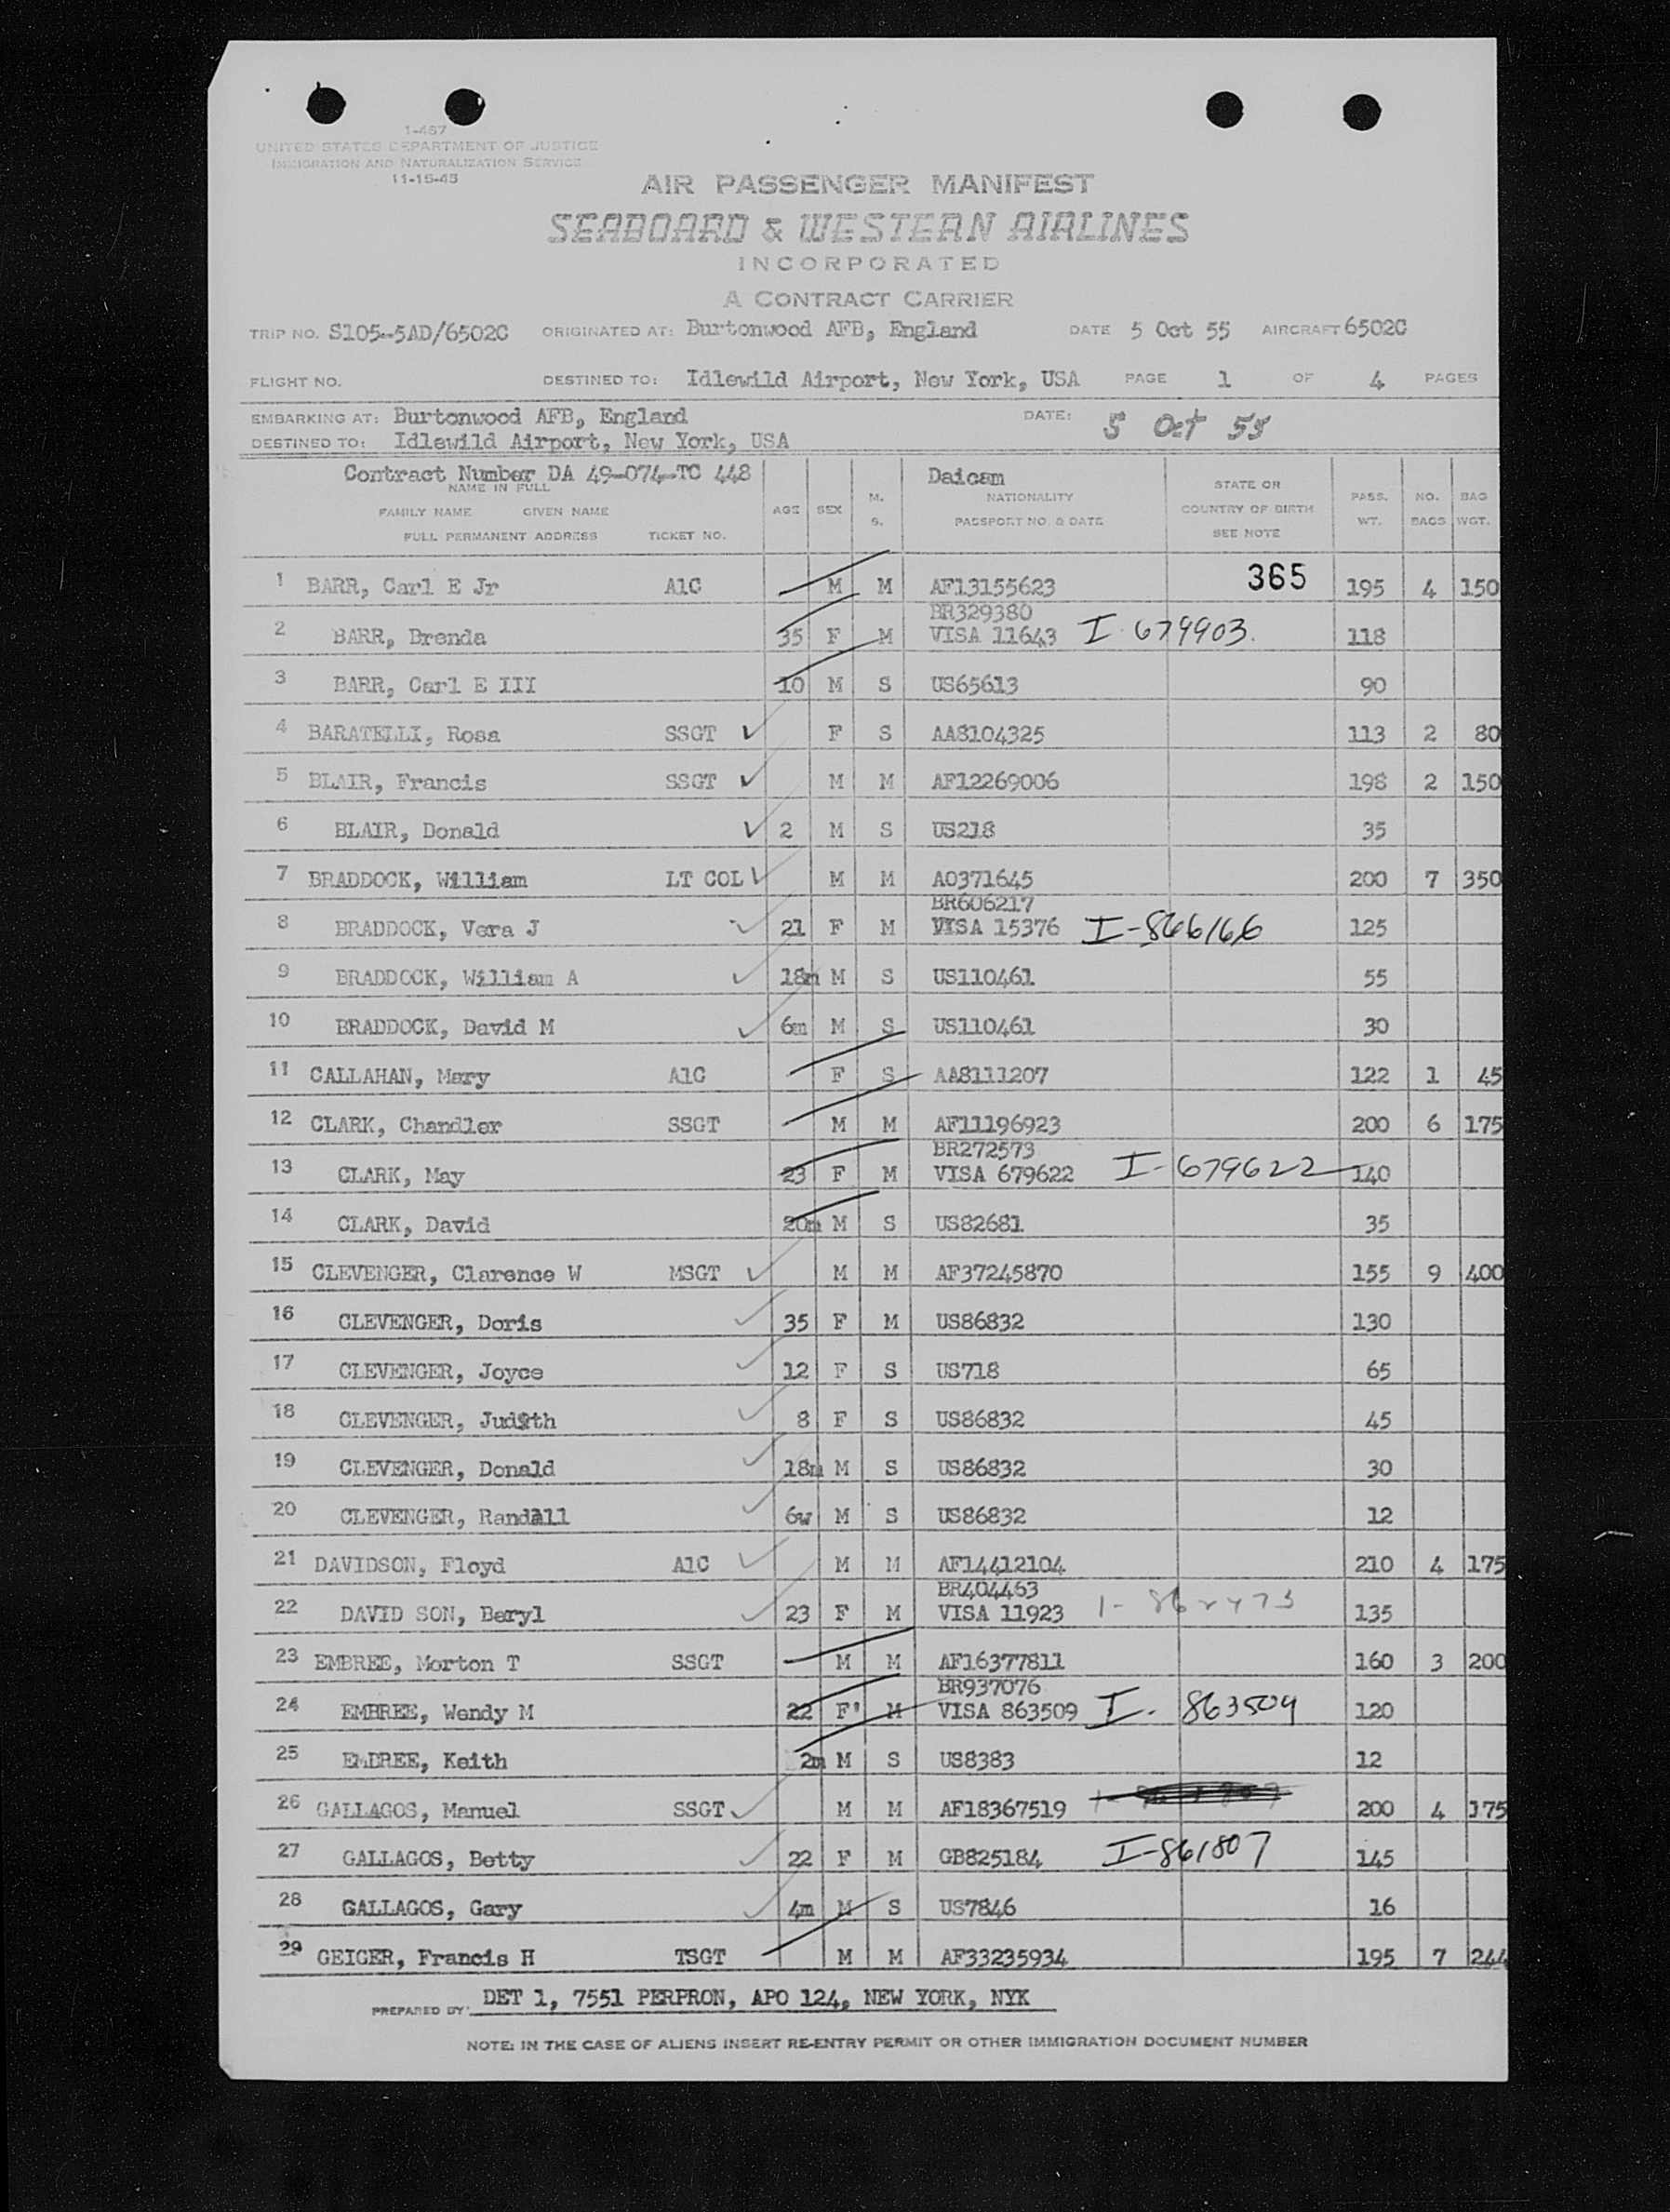 1-467
UNITED STATES DEPARTMENT OF JUSTICE
IMMIGRATION AND NATURALIZATION SERVICE
11-15-45
AIR PASSENGER MANIFEST
SEABOARD & WESTERN AIRLINES
INCORPORATED
A CONTRACT CARRIER
TRIP NO. S105-5AD/6502C ORIGINATED AT: Burtonwood AFB, England DATE 5 Oct 55 AIRCRAFT 6502C
FLIGHT NO. DESTINED TO: Idlewild Airport, New York, USA PAGE 1 OF 4 PAGES
EMBARKING AT: Burtonwood AFB, England DATE: 5 Oct 55
DESTINED TO: Idlewild Airport, New York, USA
Contract Number DA 49-074-TC 448 Daicem
NAME IN FULL
FAMILY NAME GIVEN NAME
FULL PERMANENT ADDRESS TICKET NO. AGE SEX M. S. NATIONALITY PASSPORT NO. & DATE STATE OR COUNTRY OF BIRTH SEE NOTE PASS. WT. NO. BAGS BAG WGT.
1 BARR, Carl E Jr A1C M M AF13155623 365 195 4 150
BR329380
2 BARR, Brenda 35 F M VISA 11643 I 679903. 118
3 BARR, Carl E III 10 M S US65613 90
4 BARATELLI, Rosa SSGT F S AA8104325 113 2 80
5 BLAIR, Francis SSGT M M AF12269006 198 2 150
6 BLAIR, Donald 2 M S US218 35
7 BRADDOCK, William LT COL M M AO371645 200 7 350
BR606217
8 BRADDOCK, Vera J 21 F M VISA 15376 I-866166 125
9 BRADDOCK, William A 18m M S US110461 55
10 BRADDOCK, David M 6m M S US110461 30
11 CALLAHAN, Mary A1C F S AA8111207 122 1 45
12 CLARK, Chandler SSGT M M AF11196923 200 6 175
BR272573
13 CLARK, May 23 F M VISA 679622 I-679622 140
14 CLARK, David 20m M S US82681 35
15 CLEVENGER, Clarence W MSGT M M AF37245870 155 9 400
16 CLEVENGER, Doris 35 F M US86832 130
17 CLEVENGER, Joyce 12 F S US718 65
18 CLEVENGER, Judith 8 F S US86832 45
19 CLEVENGER, Donald 18m M S US86832 30
20 CLEVENGER, Randall 6w M S US86832 12
21 DAVIDSON, Floyd A1C M M AF14412104 210 4 175
BR404463
22 DAVID SON, Beryl 23 F M VISA 11923 135
23 EMBREE, Morton T SSGT M M AF16377811 160 3 200
BR937076
24 EMBREE, Wendy M 22 F' M VISA 863509 I- 863509 120
25 EMBREE, Keith 2m M S US8383 12
26 GALLAGOS, Manuel SSGT M M AF18367519 200 4 175
27 GALLAGOS, Betty 22 F M GB825184 I-861807 145
28 GALLAGOS, Gary 4m M S US7846 16
29 GEIGER, Francis H TSGT M M AF33235934 195 7 244
PREPARED BY: DET 1, 7551 PERPRON, APO 124, NEW YORK, NYK
NOTE: IN THE CASE OF ALIENS INSERT RE-ENTRY PERMIT OR OTHER IMMIGRATION DOCUMENT NUMBER